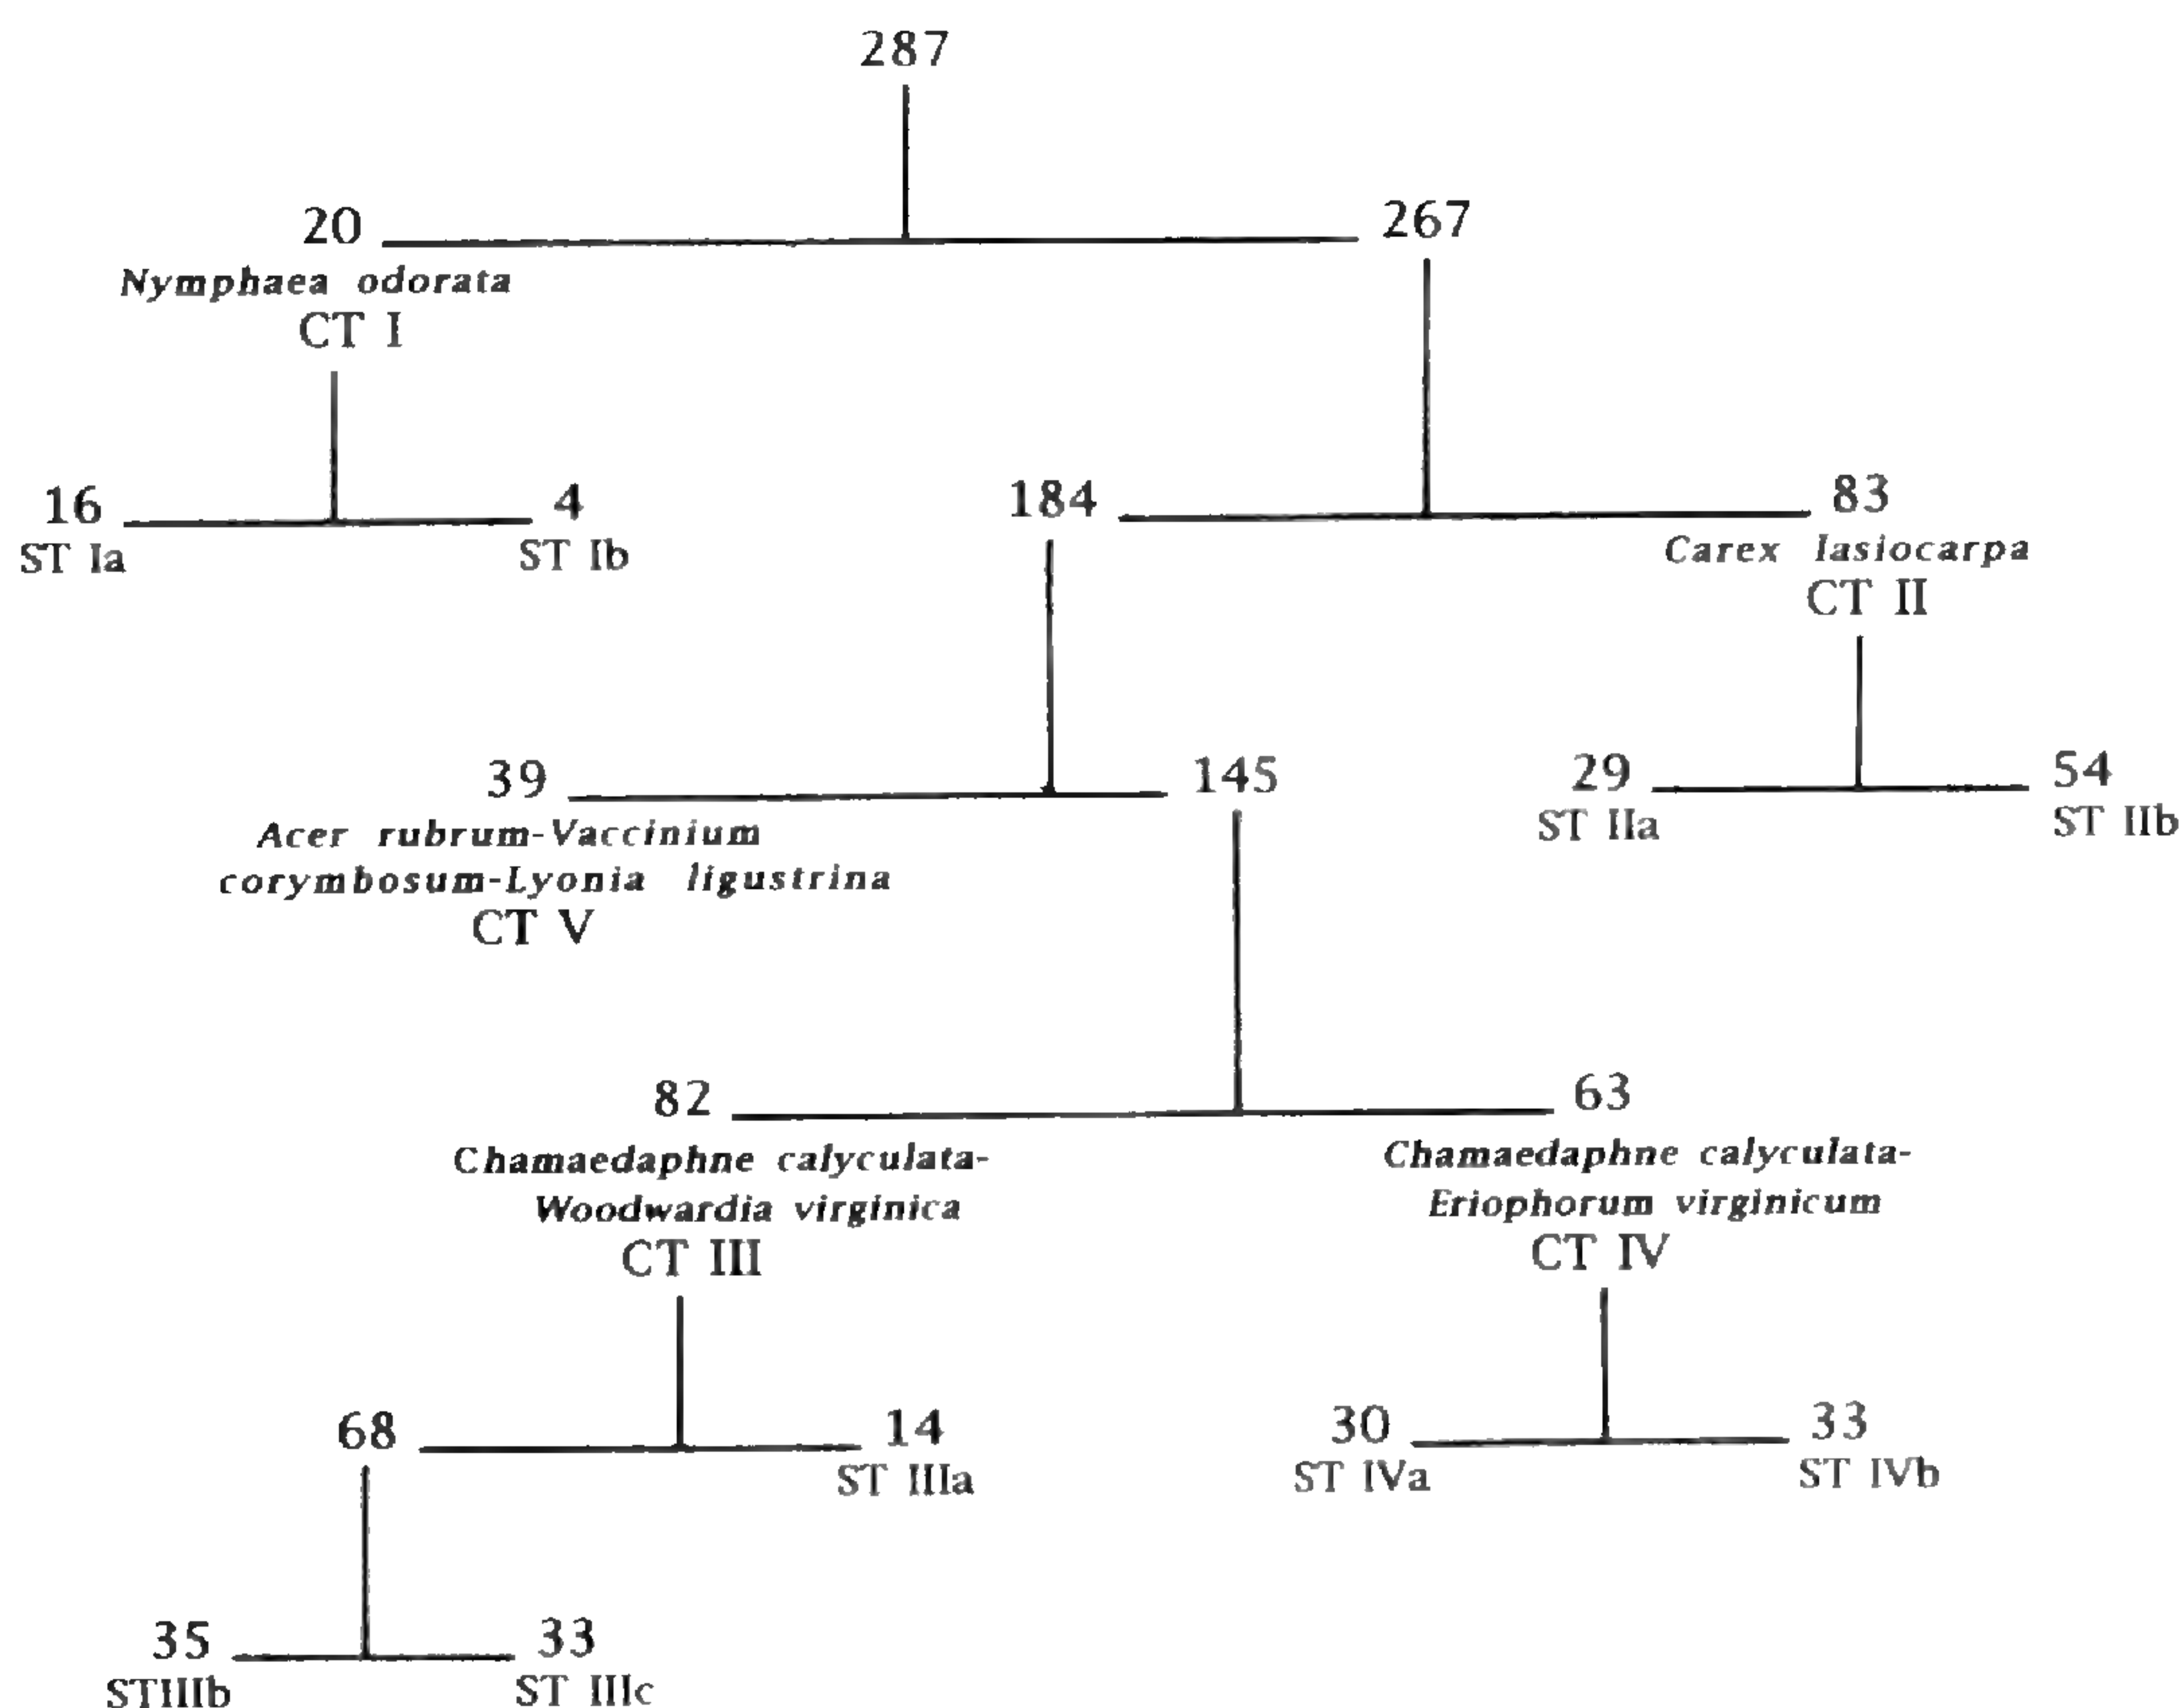 287
20
267
Nymphaea odorata
CT I
16
4
184
83
ST Ia
ST Ib
Carex lasiocarpa
CT II
39
145
29
54
Acer rubrum-Vaccinium
corymbosum-Lyonia ligustrina
CT V
ST IIa
ST IIb
82
63
Chamaedaphne calyculata-
Woodwardia virginica
CT III
Chamaedaphne calyculata-
Eriophorum virginicum
CT IV
68
14
ST IIIa
30
33
ST IVa
ST IVb
35
33
STIIIb
ST IIIc